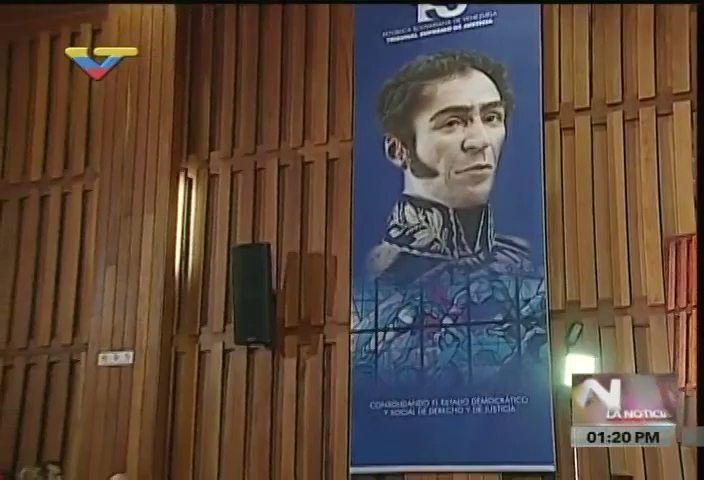 REPÚBLICA BOLIVARIANA DE VENEZUELA
TRIBUNAL SUPREMO DE JUSTICIA
CONSOLIDANDO EL ESTADO DEMOCRÁTICO
Y SOCIAL DE DERECHO Y DE JUSTICIA
N
LA NOTICIA
01:20 PM